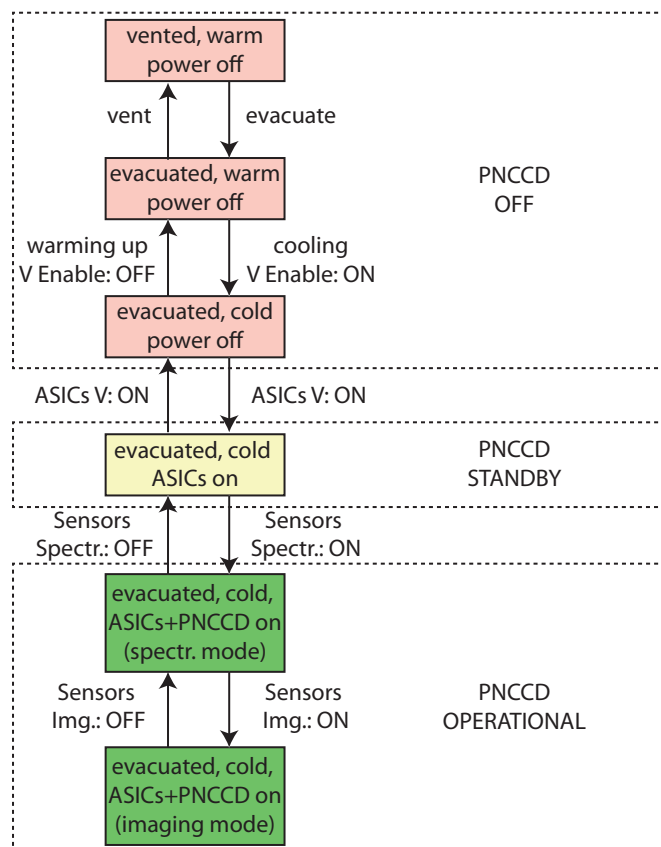 vented, warm
power off
vent
evacuate
evacuated, warm
power off
PNCCD
OFF
warming up
V Enable: OFF
cooling
V Enable: ON
evacuated, cold
power off
ASICs V: ON
ASICs V: ON
evacuated, cold
ASICs on
PNCCD
STANDBY
Sensors
Spectr.: OFF
Sensors
Spectr.: ON
evacuated, cold,
ASICs+PNCCD on
(spectr. mode)
Sensors
Img.: OFF
Sensors
Img.: ON
PNCCD
OPERATIONAL
evacuated, cold,
ASICs+PNCCD on
(imaging mode)